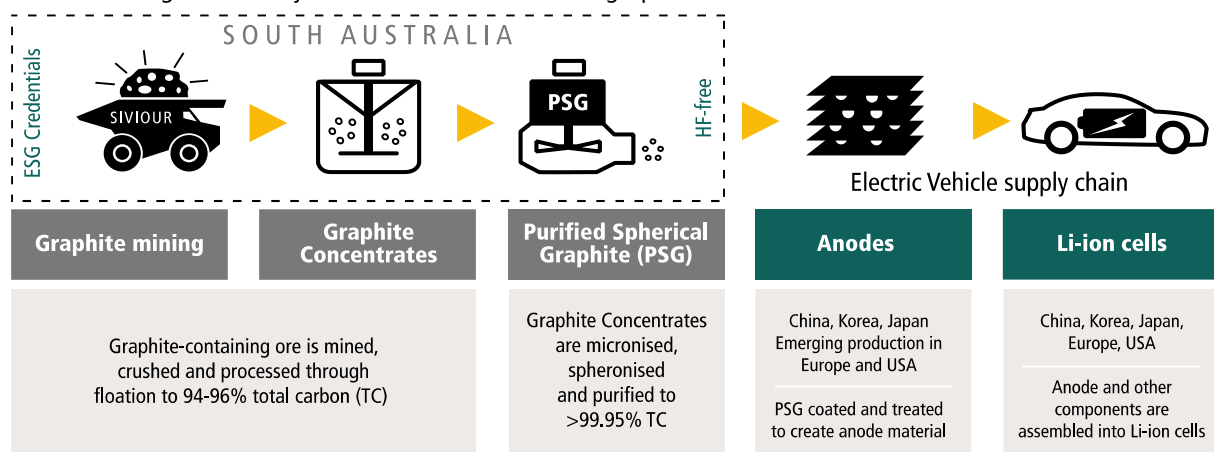 SOUTH AUSTRALIA
ESG Credentials
SIVIOUR
PSG
HF-free
Electric Vehicle supply chain
Graphite mining
Graphite
Concentrates
Purified Spherical
Graphite (PSG)
Anodes
Li-ion cells
Graphite-containing ore is mined,
crushed and processed through
floation to 94-96% total carbon (TC)
Graphite Concentrates
are micronised,
spheronised
and purified to
>99.95% TC
China, Korea, Japan
Emerging production in
Europe and USA
PSG coated and treated
to create anode material
China, Korea, Japan,
Europe, USA
Anode and other
components are
assembled into Li-ion cells